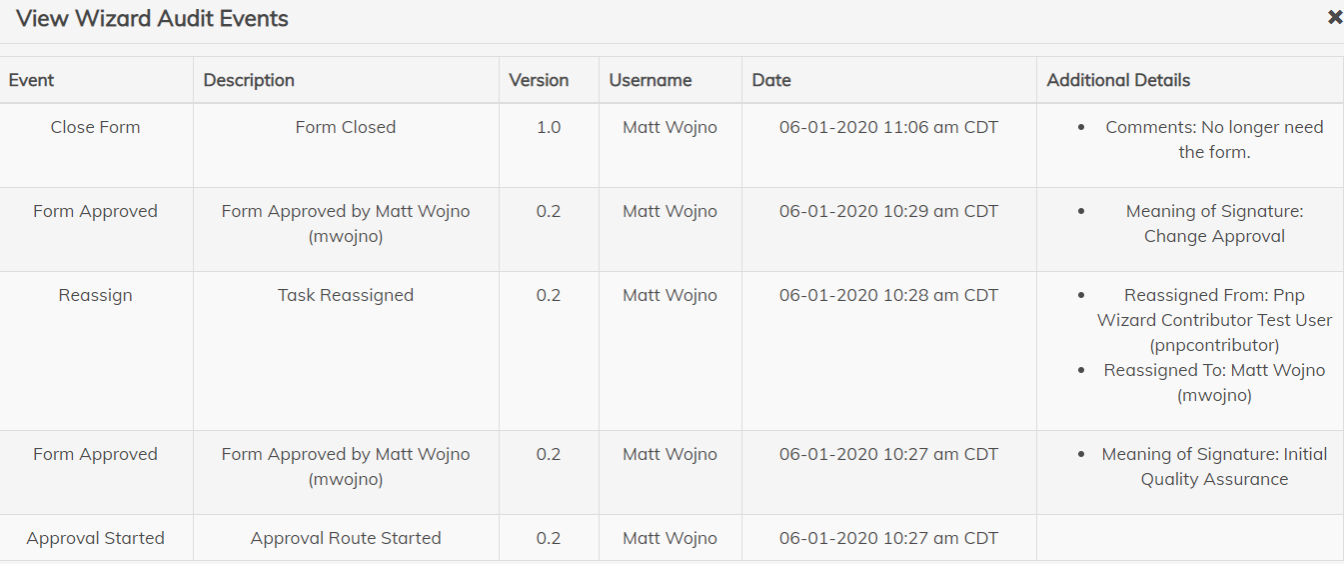 View Wizard Audit Events
Event Description Version Username Date Additional Details
Close Form Form Closed 1.0 Matt Wojno 06-01-2020 11:06 am CDT • Comments: No longer need
the form.
Form Approved Form Approved by Matt Wojno 0.2 Matt Wojno 06-01-2020 10:29 am CDT • Meaning of Signature:
(mwojno) Change Approval
Reassign Task Reassigned 0.2 Matt Wojno 06-01-2020 10:28 am CDT • Reassigned From: Pnp
Wizard Contributor Test User
(pnpcontributor)
• Reassigned To: Matt Wojno
(mwojno)
Form Approved Form Approved by Matt Wojno 0.2 Matt Wojno 06-01-2020 10:27 am CDT • Meaning of Signature: Initial
(mwojno) Quality Assurance
Approval Started Approval Route Started 0.2 Matt Wojno 06-01-2020 10:27 am CDT